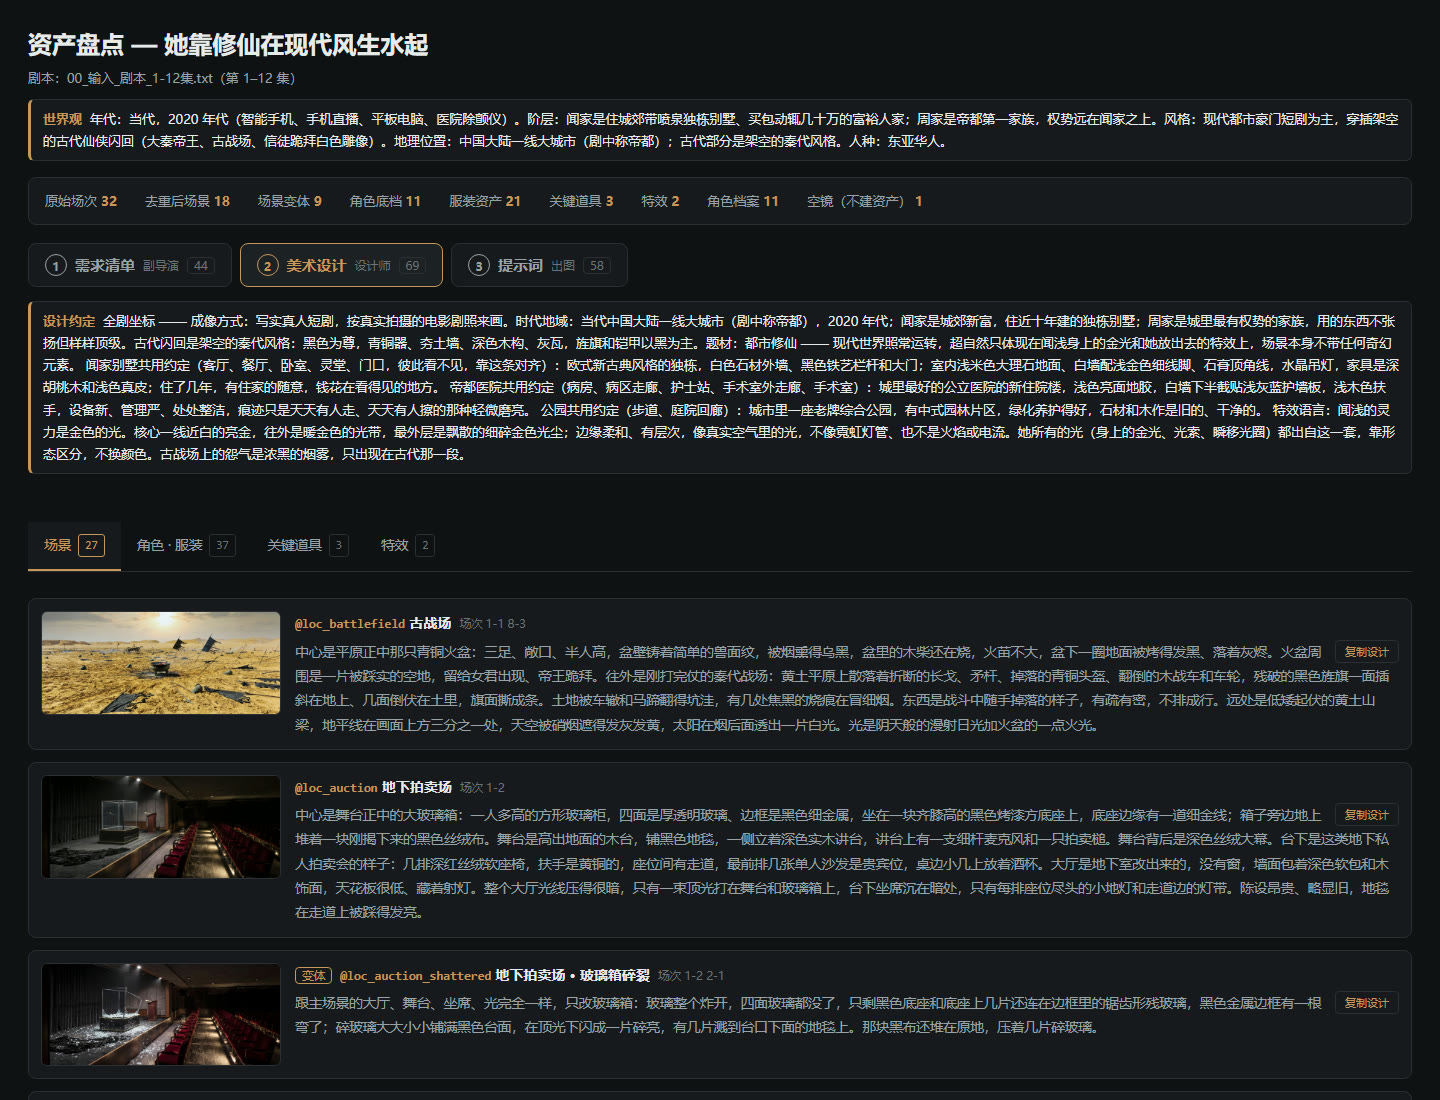 资产盘点 — 她靠修仙在现代风生水起
剧本：00_输入_剧本_1-12集.txt（第 1–12 集）
世界观 年代：当代，2020 年代（智能手机、手机直播、平板电脑、医院除颤仪）。阶层：闻家是住城郊带喷泉独栋别墅、买包动辄几十万的富裕人家；周家是帝都第一家族，权势远在闻家之上。风格：现代都市豪门短剧为主，穿插架空
的古代仙侠闪回（大秦帝王、古战场、信徒跪拜白色雕像）。地理位置：中国大陆一线大城市（剧中称帝都）；古代部分是架空的秦代风格。人种：东亚华人。
原始场次 32 去重后场景 18 场景变体 9 角色底档 11 服装资产 21 关键道具 3 特效 2 角色档案 11 空镜（不建资产） 1
1 需求清单 副导演 44 2 美术设计 设计师 69 3 提示词 出图 58
设计约定 全剧坐标 —— 成像方式：写实真人短剧，按真实拍摄的电影剧照来画。时代地域：当代中国大陆一线大城市（剧中称帝都），2020 年代；闻家是城郊新富，住近十年建的独栋别墅；周家是城里最有权势的家族，用的东西不张
扬但样样顶级。古代闪回是架空的秦代风格：黑色为尊，青铜器、夯土墙、深色木构、灰瓦，旌旗和铠甲以黑为主。题材：都市修仙 —— 现代世界照常运转，超自然只体现在闻浅身上的金光和她放出去的特效上，场景本身不带任何奇幻
元素。 闻家别墅共用约定（客厅、餐厅、卧室、灵堂、门口，彼此看不见，靠这条对齐）：欧式新古典风格的独栋，白色石材外墙、黑色铁艺栏杆和大门；室内浅米色大理石地面、白墙配浅金色细线脚、石膏顶角线，水晶吊灯，家具是深
胡桃木和浅色真皮；住了几年，有住家的随意，钱花在看得见的地方。 帝都医院共用约定（病房、病区走廊、护士站、手术室外走廊、手术室）：城里最好的公立医院的新住院楼，浅色亮面地胶，白墙下半截贴浅灰蓝护墙板，浅木色扶
手，设备新、管理严、处处整洁，痕迹只是天天有人走、天天有人擦的那种轻微磨亮。 公园共用约定（步道、庭院回廊）：城市里一座老牌综合公园，有中式园林片区，绿化养护得好，石材和木作是旧的、干净的。 特效语言：闻浅的灵
力是金色的光。核心一线近白的亮金，往外是暖金色的光带，最外层是飘散的细碎金色光尘；边缘柔和、有层次，像真实空气里的光，不像霓虹灯管、也不是火焰或电流。她所有的光（身上的金光、光索、瞬移光圈）都出自这一套，靠形
态区分，不换颜色。古战场上的怨气是浓黑的烟雾，只出现在古代那一段。
场景 27 角色 · 服装 37 关键道具 3 特效 2
@loc_battlefield 古战场 场次 1-1 8-3
复制设计
中心是平原正中那只青铜火盆：三足、敞口、半人高，盆壁铸着简单的兽面纹，被烟熏得乌黑，盆里的木柴还在烧，火苗不大，盆下一圈地面被烤得发黑、落着灰烬。火盆周
围是一片被踩实的空地，留给女君出现、帝王跪拜。往外是刚打完仗的秦代战场：黄土平原上散落着折断的长戈、矛杆、掉落的青铜头盔、翻倒的木战车和车轮，残破的黑色旌旗一面插
斜在地上、几面倒伏在土里，旗面撕成条。土地被车辙和马蹄翻得坑洼，有几处焦黑的烧痕在冒细烟。东西是战斗中随手掉落的样子，有疏有密，不排成行。远处是低矮起伏的黄土山
梁，地平线在画面上方三分之一处，天空被硝烟遮得发灰发黄，太阳在烟后面透出一片白光。光是阴天般的漫射日光加火盆的一点火光。
@loc_auction 地下拍卖场 场次 1-2
复制设计
中心是舞台正中的大玻璃箱：一人多高的方形玻璃柜，四面是厚透明玻璃、边框是黑色细金属，坐在一块齐膝高的黑色烤漆方底座上，底座边缘有一道细金线；箱子旁边地上
堆着一块刚揭下来的黑色丝绒布。舞台是高出地面的木台，铺黑色地毯，一侧立着深色实木讲台，讲台上有一支细杆麦克风和一只拍卖槌。舞台背后是深色丝绒大幕。台下是这类地下私
人拍卖会的样子：几排深红丝绒软座椅，扶手是黄铜的，座位间有走道，最前排几张单人沙发是贵宾位，桌边小几上放着酒杯。大厅是地下室改出来的，没有窗，墙面包着深色软包和木
饰面，天花板很低、藏着射灯。整个大厅光线压得很暗，只有一束顶光打在舞台和玻璃箱上，台下坐席沉在暗处，只有每排座位尽头的小地灯和走道边的灯带。陈设昂贵、略显旧，地毯
在走道上被踩得发亮。
变体 @loc_auction_shattered 地下拍卖场 • 玻璃箱碎裂 场次 1-2 2-1
复制设计
跟主场景的大厅、舞台、坐席、光完全一样，只改玻璃箱：玻璃整个炸开，四面玻璃都没了，只剩黑色底座和底座上几片还连在边框里的锯齿形残玻璃，黑色金属边框有一根
弯了；碎玻璃大大小小铺满黑色台面，在顶光下闪成一片碎亮，有几片溅到台口下面的地毯上。那块黑布还堆在原地，压着几片碎玻璃。